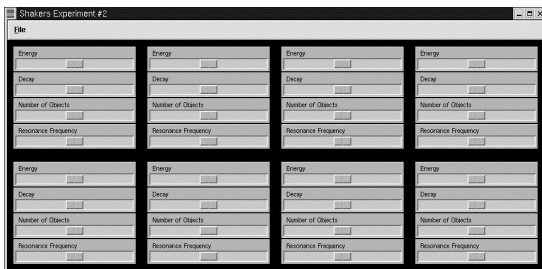 Shakers Experiment #2
File
Energy Energy Energy Energy
Decay Decay Decay Decay
Number of Objects Number of Objects Number of Objects Number of Objects
Resonance Frequency Resonance Frequency Resonance Frequency Resonance Frequency
Energy Energy Energy Energy
Decay Decay Decay Decay
Number of Objects Number of Objects Number of Objects Number of Objects
Resonance Frequency Resonance Frequency Resonance Frequency Resonance Frequency